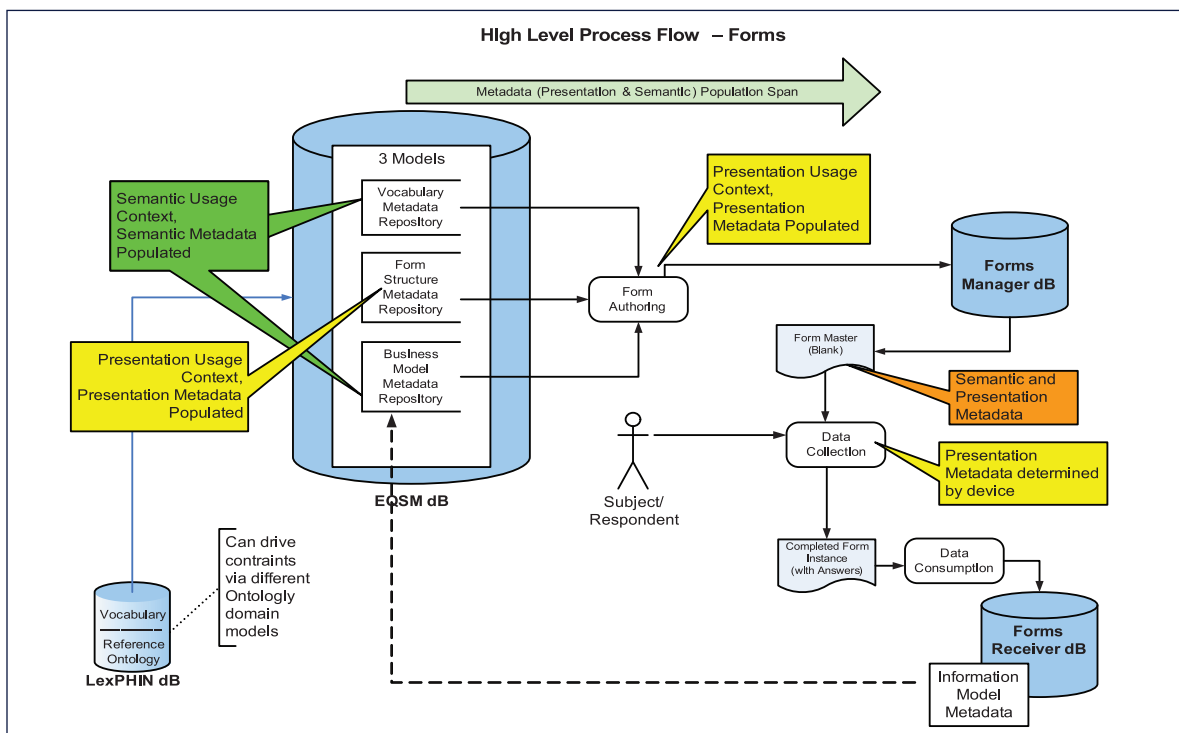 HIgh Level Process Flow – Forms
Metadata (Presentation & Semantic) Population Span
3 Models
Vocabulary
Metadata
Repository
Form
Structure
Metadata
Repository
Business
Model
Metadata
Repository
EQSM dB
Semantic Usage
Context,
Semantic Metadata
Populated
Presentation Usage
Context,
Presentation Metadata
Populated
Presentation Usage
Context,
Presentation
Metadata Populated
Form
Authoring
Forms
Manager dB
Form Master
(Blank)
Semantic and
Presentation
Metadata
Data
Collection
Presentation
Metadata determined
by device
Subject/
Respondent
Completed Form
Instance
(with Answers)
Data
Consumption
Forms
Receiver dB
Information
Model
Metadata
Can drive
contraints
via different
Ontologly
domain
models
Vocabulary
Reference
Ontology
LexPHIN dB